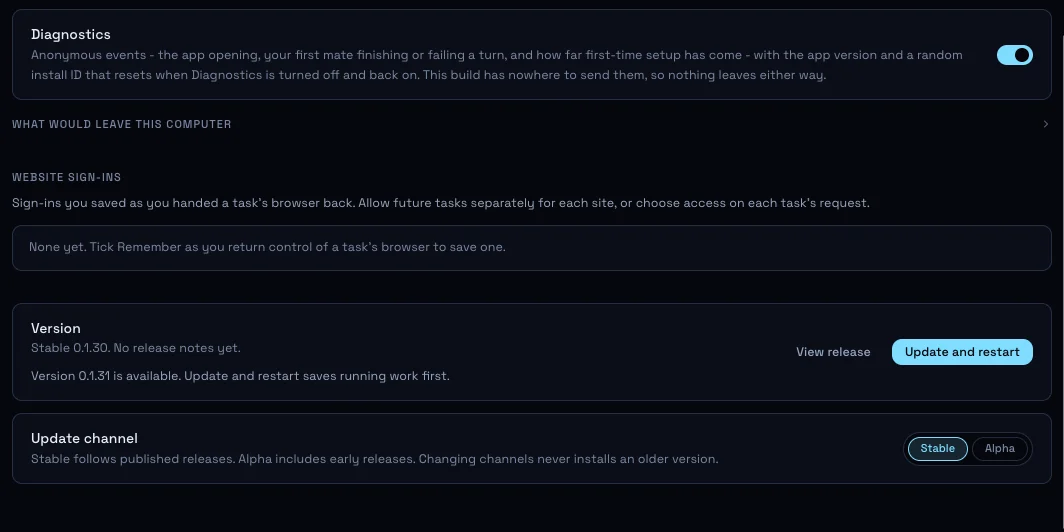 Diagnostics
Anonymous events - the app opening, your first mate finishing or failing a turn, and how far first-time setup has come - with the app version and a random
install ID that resets when Diagnostics is turned off and back on. This build has nowhere to send them, so nothing leaves either way.
WHAT WOULD LEAVE THIS COMPUTER
WEBSITE SIGN-INS
Sign-ins you saved as you handed a task's browser back. Allow future tasks separately for each site, or choose access on each task's request.
None yet. Tick Remember as you return control of a task's browser to save one.
Version
Stable 0.1.30. No release notes yet.
Version 0.1.31 is available. Update and restart saves running work first.
View release
Update and restart
Update channel
Stable follows published releases. Alpha includes early releases. Changing channels never installs an older version.
Stable
Alpha